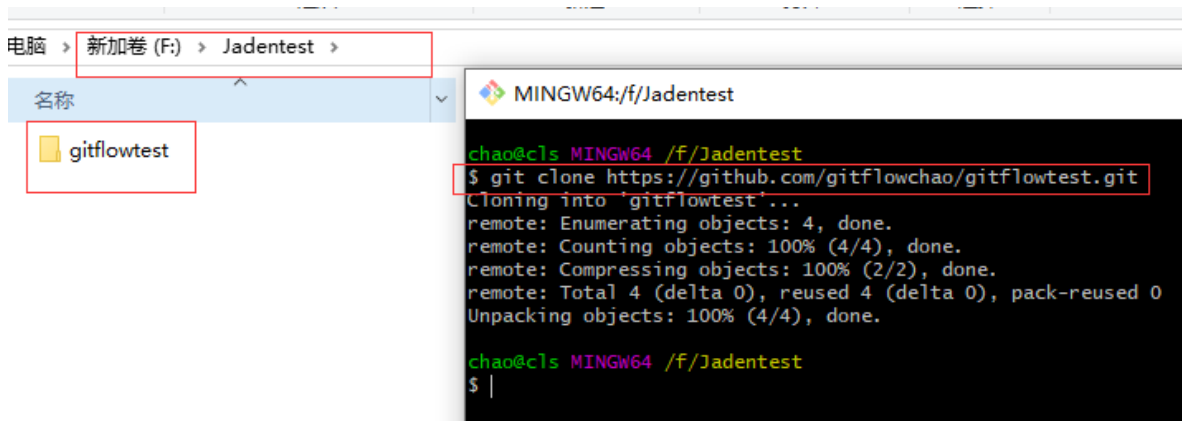 电脑 › 新加卷 (F:) › Jadentest ›
名称
gitflowtest
MINGW64:/f/Jadentest
chao@cls MINGW64 /f/Jadentest
$ git clone https://github.com/gitflowchao/gitflowtest.git
Cloning into 'gitflowtest'...
remote: Enumerating objects: 4, done.
remote: Counting objects: 100% (4/4), done.
remote: Compressing objects: 100% (2/2), done.
remote: Total 4 (delta 0), reused 4 (delta 0), pack-reused 0
Unpacking objects: 100% (4/4), done.
chao@cls MINGW64 /f/Jadentest
$